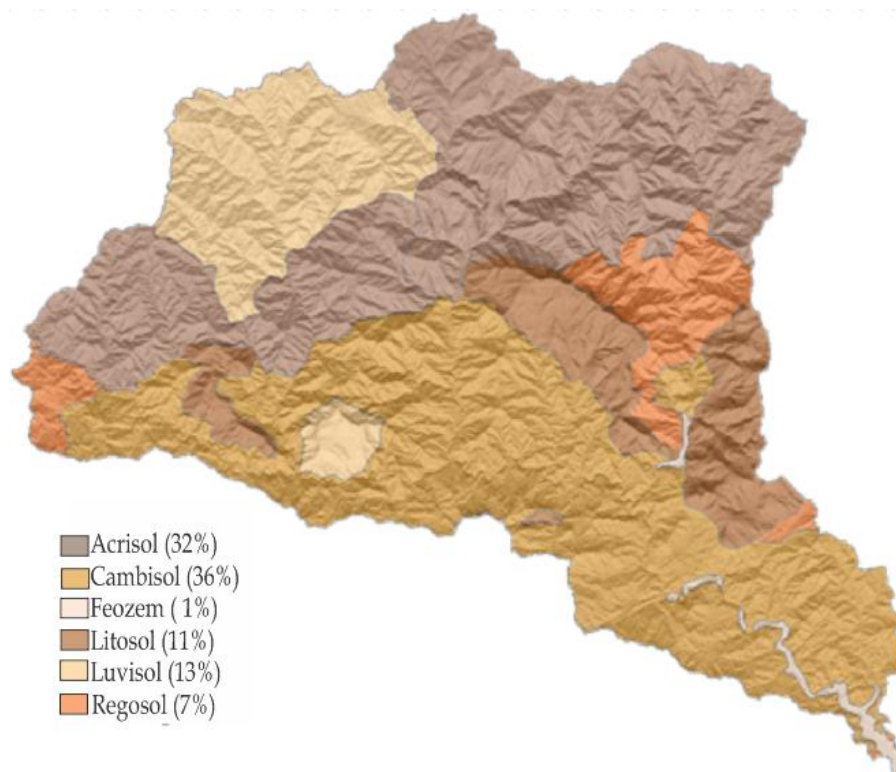 Acrisol (32%)
Cambisol (36%)
Feozem ( 1%)
Litosol (11%)
Luvisol (13%)
Regosol (7%)